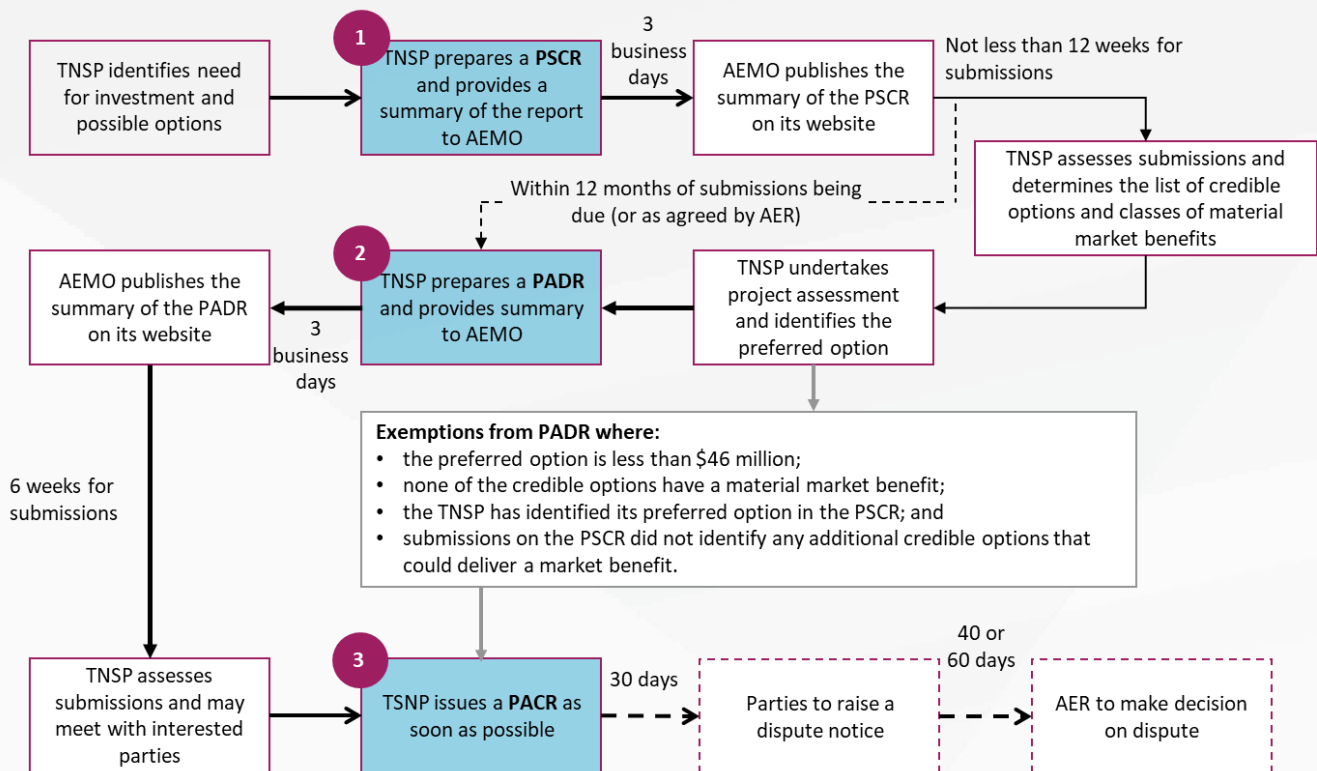 1
TNSP identifies need
for investment and
possible options
TNSP prepares a PSCR
and provides a
summary of the report
to AEMO
3
business
days
AEMO publishes the
summary of the PSCR
on its website
Not less than 12 weeks for
submissions
TNSP assesses submissions and
determines the list of credible
options and classes of material
market benefits
Within 12 months of submissions being
due (or as agreed by AER)
2
AEMO publishes the
summary of the PADR
on its website
3
business
days
TNSP prepares a PADR
and provides summary
to AEMO
TNSP undertakes
project assessment
and identifies the
preferred option
Exemptions from PADR where:
• the preferred option is less than $46 million;
• none of the credible options have a material market benefit;
• the TNSP has identified its preferred option in the PSCR; and
• submissions on the PSCR did not identify any additional credible options that
could deliver a market benefit.
6 weeks for
submissions
3
TNSP assesses
submissions and may
meet with interested
parties
TSNP issues a PACR as
soon as possible
30 days
Parties to raise a
dispute notice
40 or
60 days
AER to make decision
on dispute